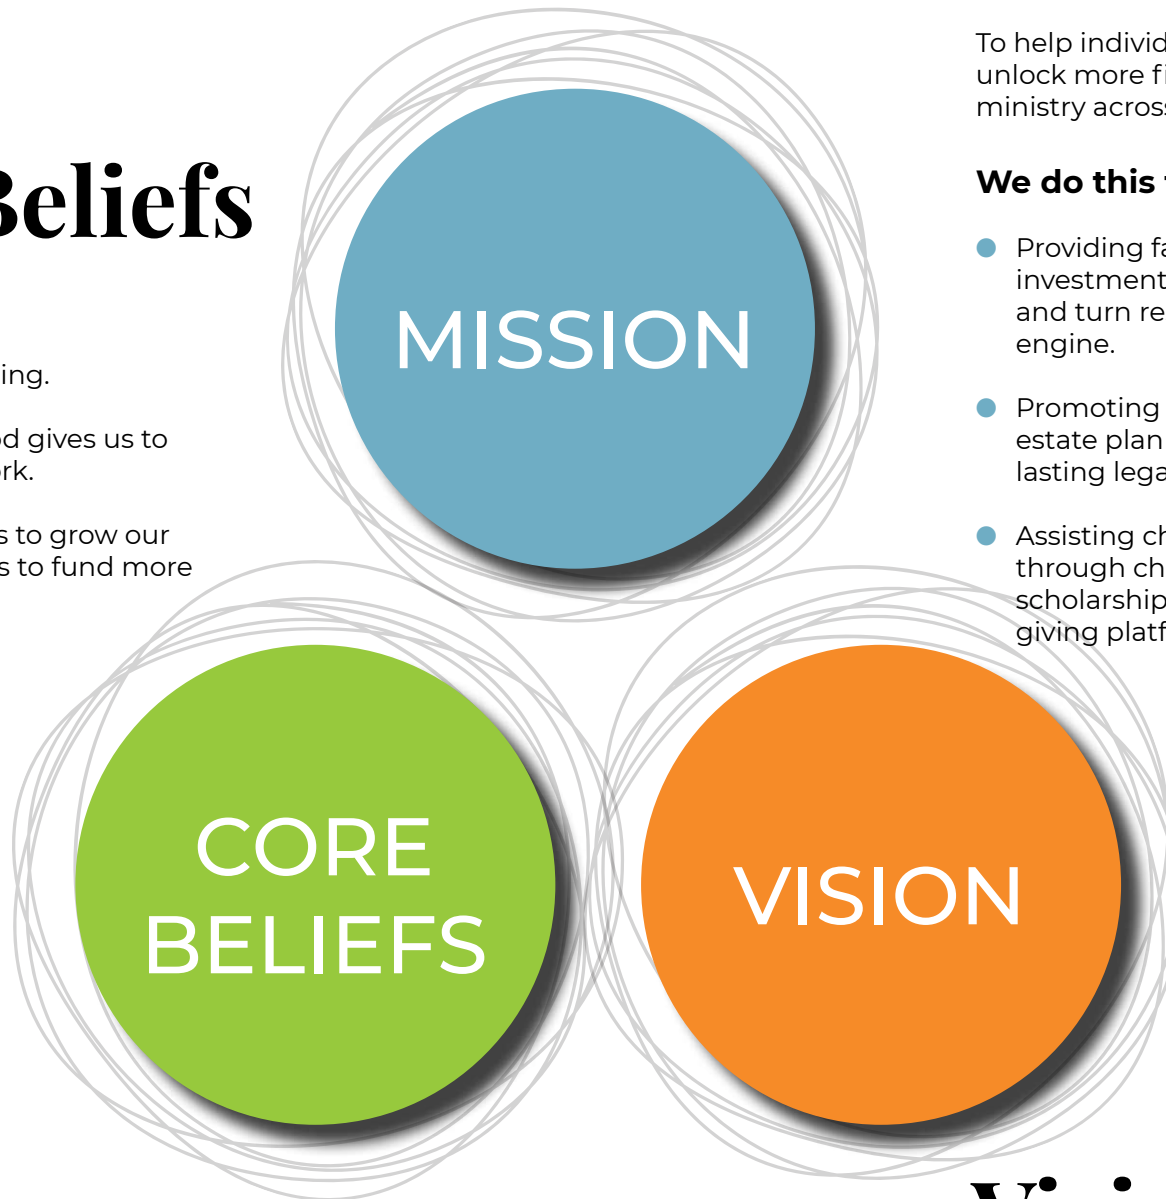 Beliefs
ing.
d gives us to
rk.
s to grow our
s to fund more
MISSION
To help individ
unlock more fi
ministry across
We do this
Providing fa
investment
and turn re
engine.
Promoting
estate plan
lasting lega
Assisting ch
through ch
scholarship
giving platf
CORE
BELIEFS
VISION
Visi